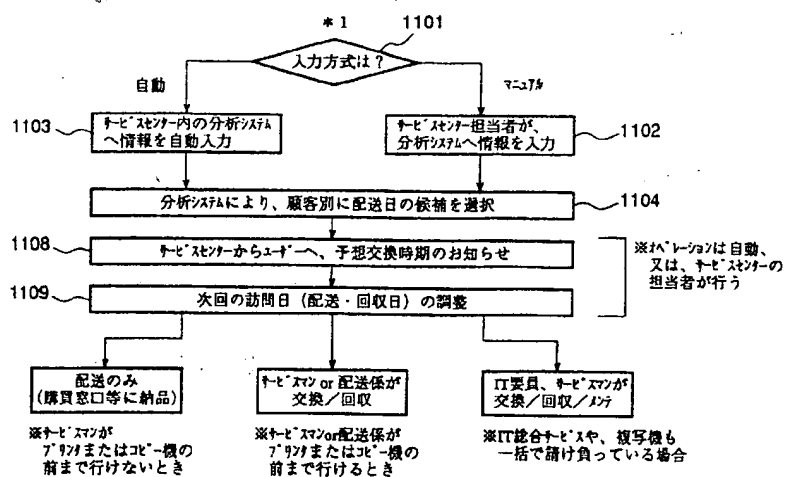 *1
1101
入力方式は?
自動
マニュアル
1103
サービスセンター内の分析システム
へ情報を自動入力
サービスセンター担当者が、
分析システムへ情報を入力
1102
分析システムにより、顧客別に配送日の候補を選択
1104
1108
サービスセンターからユーザーへ、予想交換時期のお知らせ
※オペレーションは自動、
又は、サービスセンターの
担当者が行う
1109
次回の訪問日(配送・回収日)の調整
配送のみ
(購買窓口等に納品)
サービスマン or 配送係が
交換/回収
IT要員、サービスマンが
交換/回収/メンテ
※サービスマンが
プリンタまたはコピー機の
前まで行けないとき
※サービスマンor配送係が
プリンタまたはコピー機の
前まで行けるとき
※IT総合サービスや、複写機も
一括で請け負っている場合